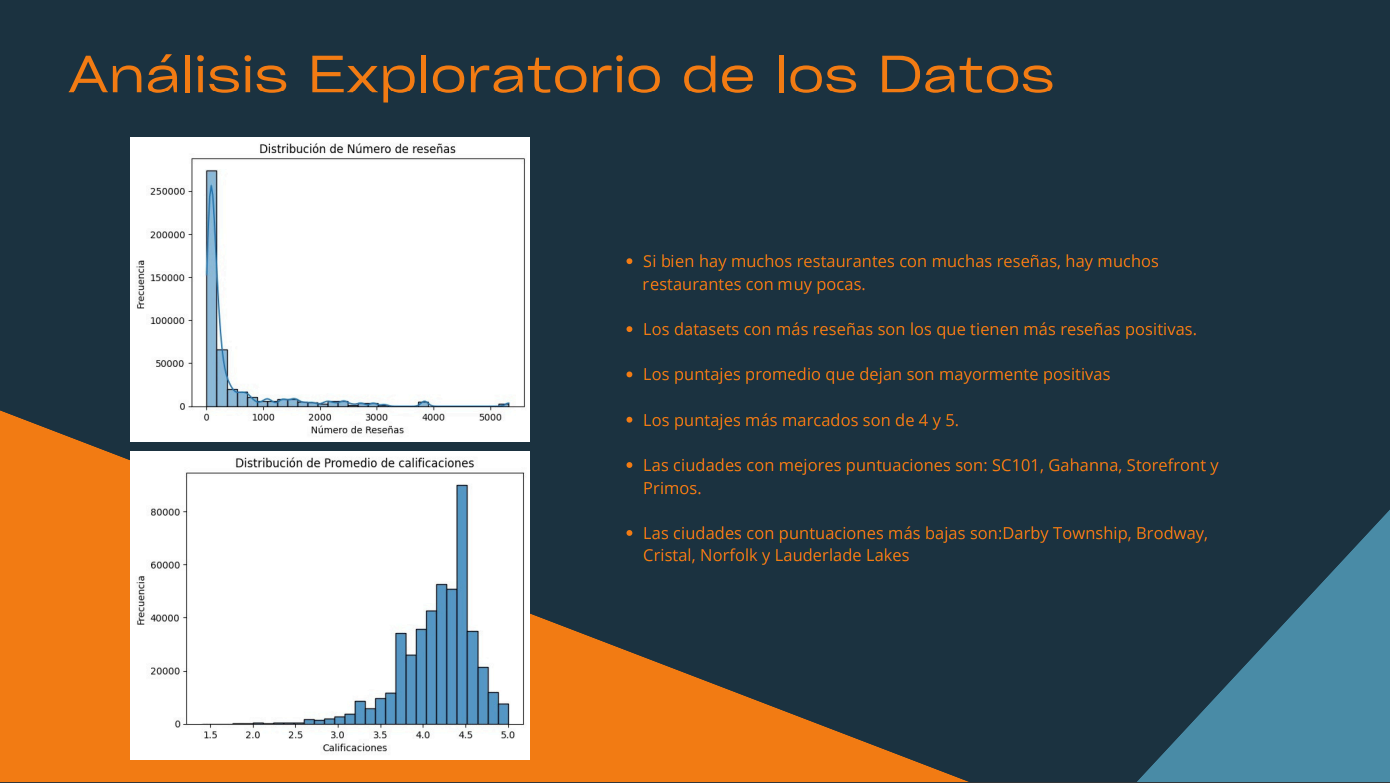 Análisis Exploratorio de los Datos
Distribución de Número de reseñas
Frecuencia
250000
200000
150000
100000
50000
0
0 1000 2000 3000 4000 5000
Número de Reseñas
Distribución de Promedio de calificaciones
Frecuencia
80000
60000
40000
20000
0
1.5 2.0 2.5 3.0 3.5 4.0 4.5 5.0
Calificaciones
• Si bien hay muchos restaurantes con muchas reseñas, hay muchos
restaurantes con muy pocas.
• Los datasets con más reseñas son los que tienen más reseñas positivas.
• Los puntajes promedio que dejan son mayormente positivas
• Los puntajes más marcados son de 4 y 5.
• Las ciudades con mejores puntuaciones son: SC101, Gahanna, Storefront y
Primos.
• Las ciudades con puntuaciones más bajas son:Darby Township, Brodway,
Cristal, Norfolk y Lauderlade Lakes